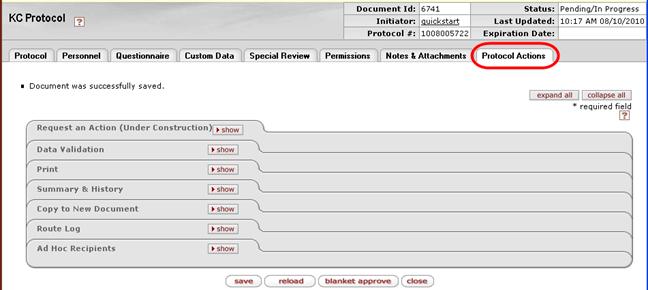 KC Protocol ?
Document Id: 6741 Status: Pending/In Progress
Initiator: quickstart Last Updated: 10:17 AM 08/10/2010
Protocol #: 1008005722 Expiration Date:
Protocol Personnel Questionnaire Custom Data Special Review Permissions Notes & Attachments Protocol Actions
Document was successfully saved.
expand all collapse all
* required field
?
Request an Action (Under Construction) show
Data Validation show
Print show
Summary & History show
Copy to New Document show
Route Log show
Ad Hoc Recipients show
save reload blanket approve close